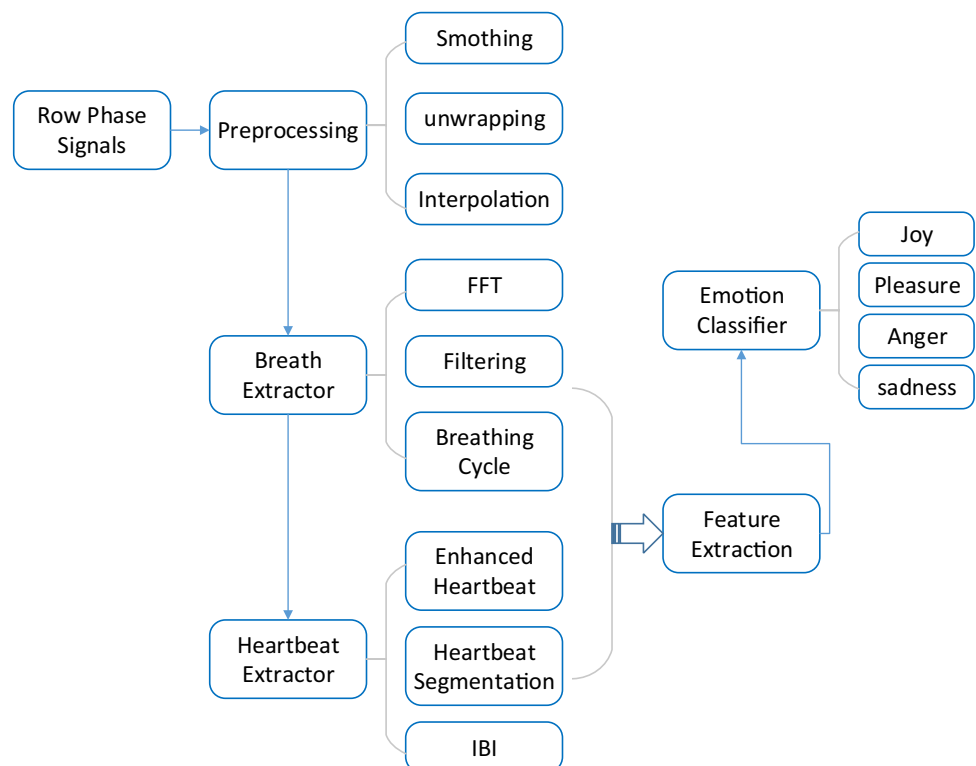 Row Phase
Signals
Preprocessing
Smothing
unwrapping
Interpolation
Breath
Extractor
FFT
Filtering
Breathing
Cycle
Heartbeat
Extractor
Enhanced
Heartbeat
Heartbeat
Segmentation
IBI
Feature
Extraction
Emotion
Classifier
Joy
Pleasure
Anger
sadness